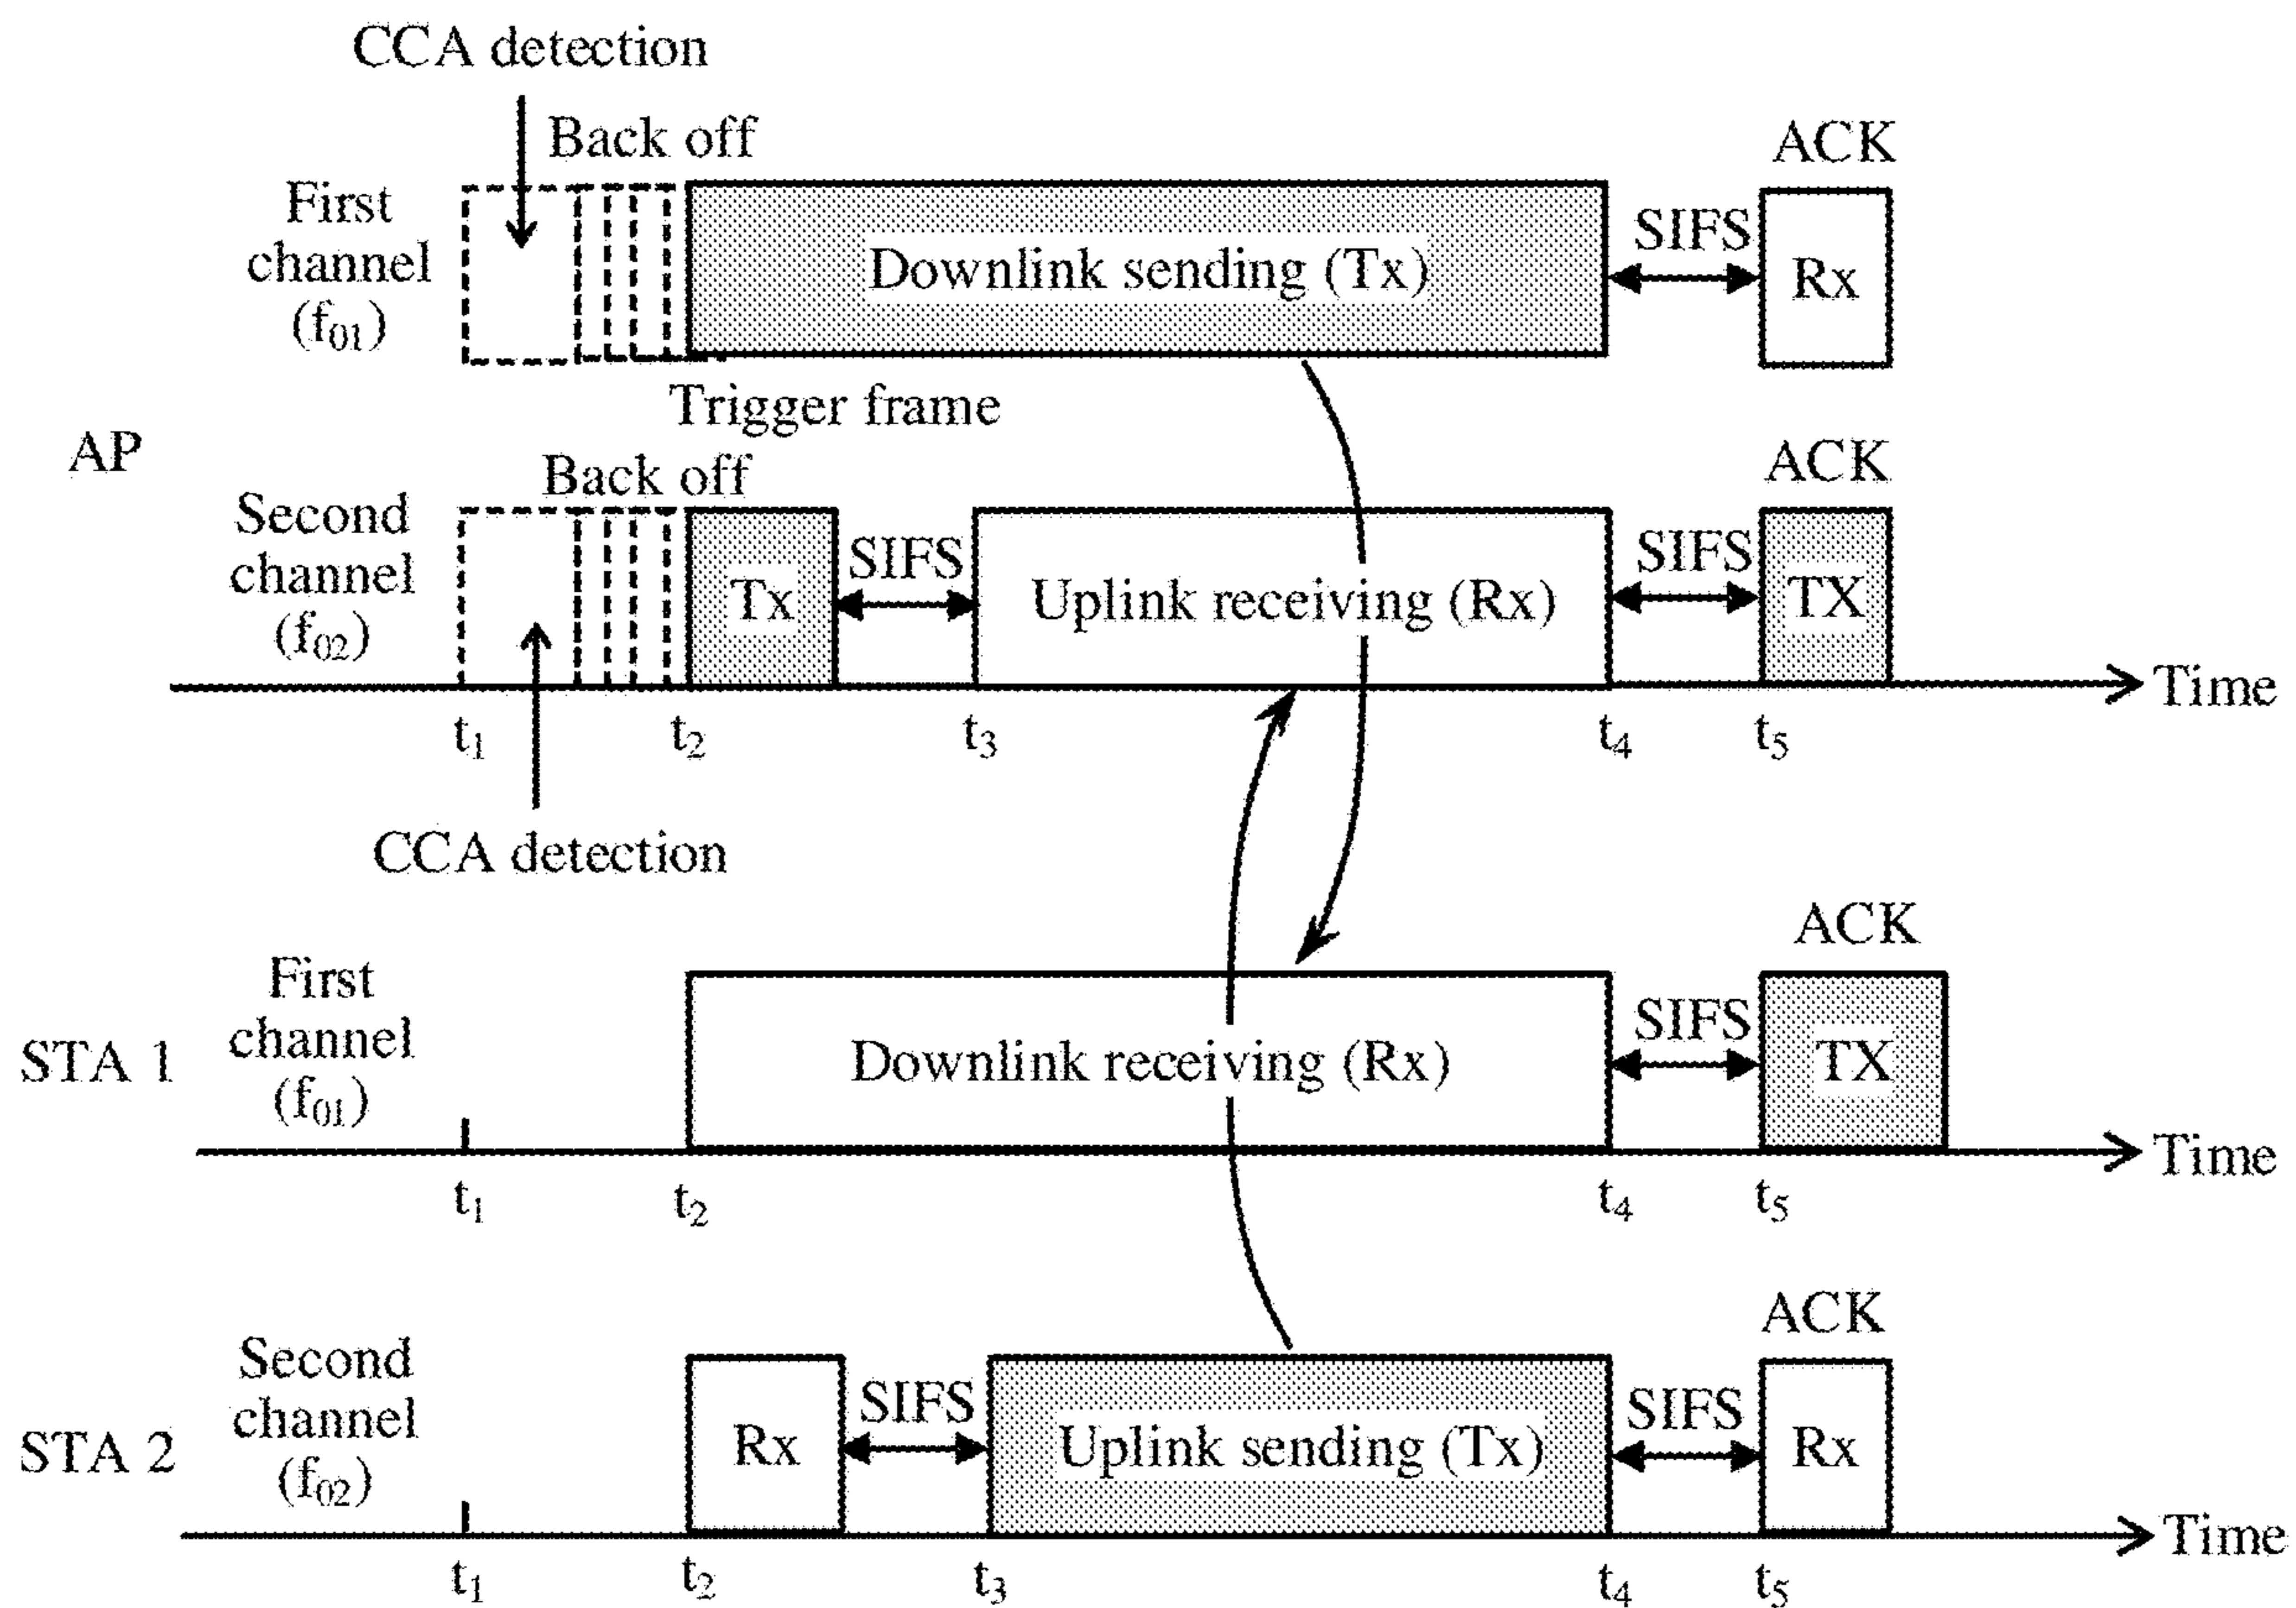 CCA detection
Back off
ACK
First
channel
(f01)
Downlink sending (Tx)
SIFS
Rx
Trigger frame
AP
Back off
ACK
Second
channel
(f02)
Tx
SIFS
Uplink receiving (Rx)
SIFS
TX
Time
t1
t2
t3
t4
t5
CCA detection
ACK
STA 1
First
channel
(f01)
Downlink receiving (Rx)
SIFS
TX
Time
t1
t2
t4
t5
ACK
STA 2
Second
channel
(f02)
Rx
SIFS
Uplink sending (Tx)
SIFS
Rx
Time
t1
t2
t3
t4
t5